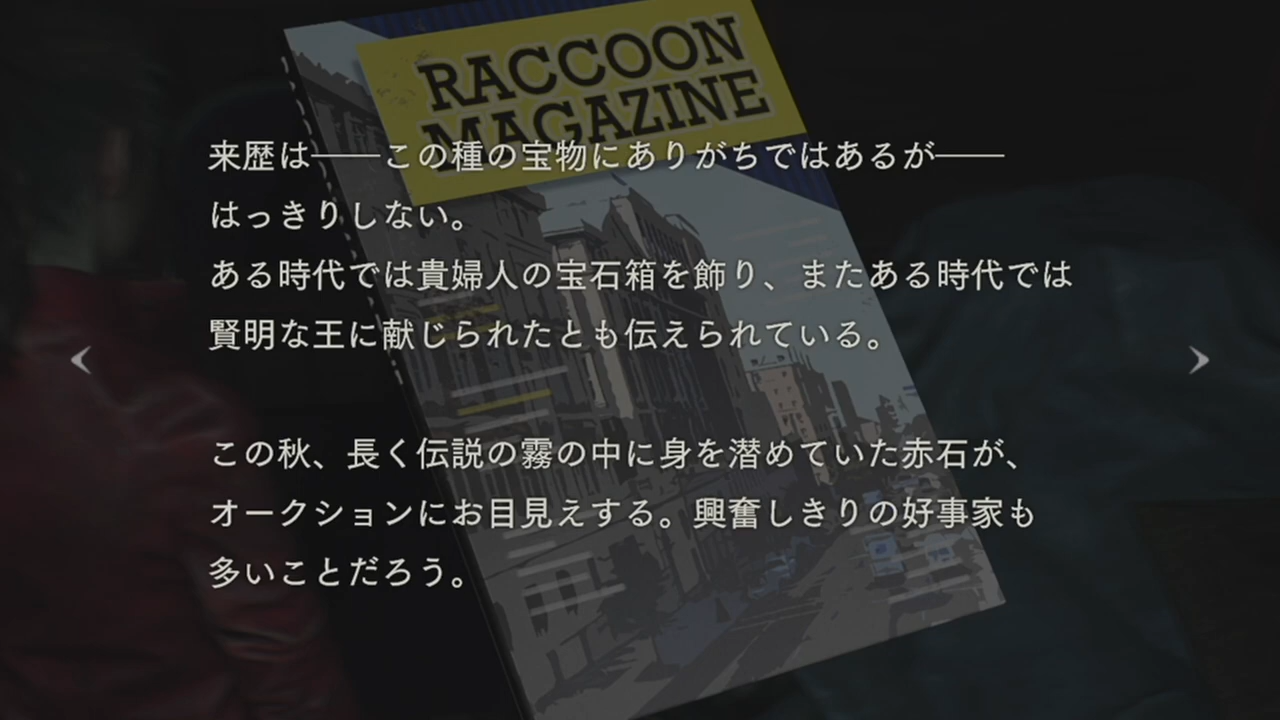 RACCOON
MAGAZINE
来歴は――この種の宝物にありがちではあるが――
はっきりしない。
ある時代では貴婦人の宝石箱を飾り、またある時代では
賢明な王に献じられたとも伝えられている。
この秋、長く伝説の霧の中に身を潜めていた赤石が、
オークションにお目見えする。興奮しきりの好事家も
多いことだろう。